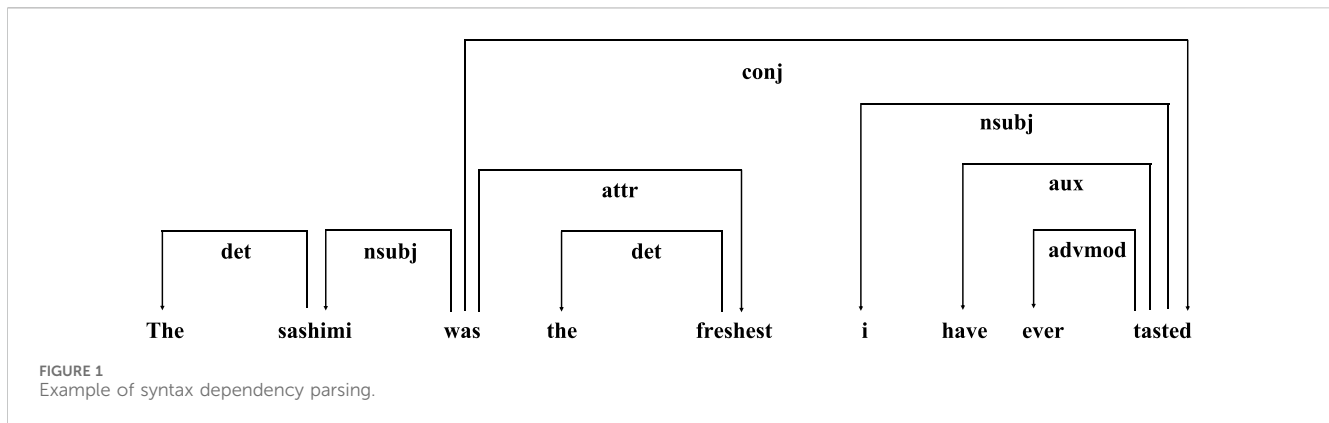 conj
nsubj
attr
aux
det
nsubj
det
advmod
The sashimi was the freshest i have ever tasted
FIGURE 1
Example of syntax dependency parsing.